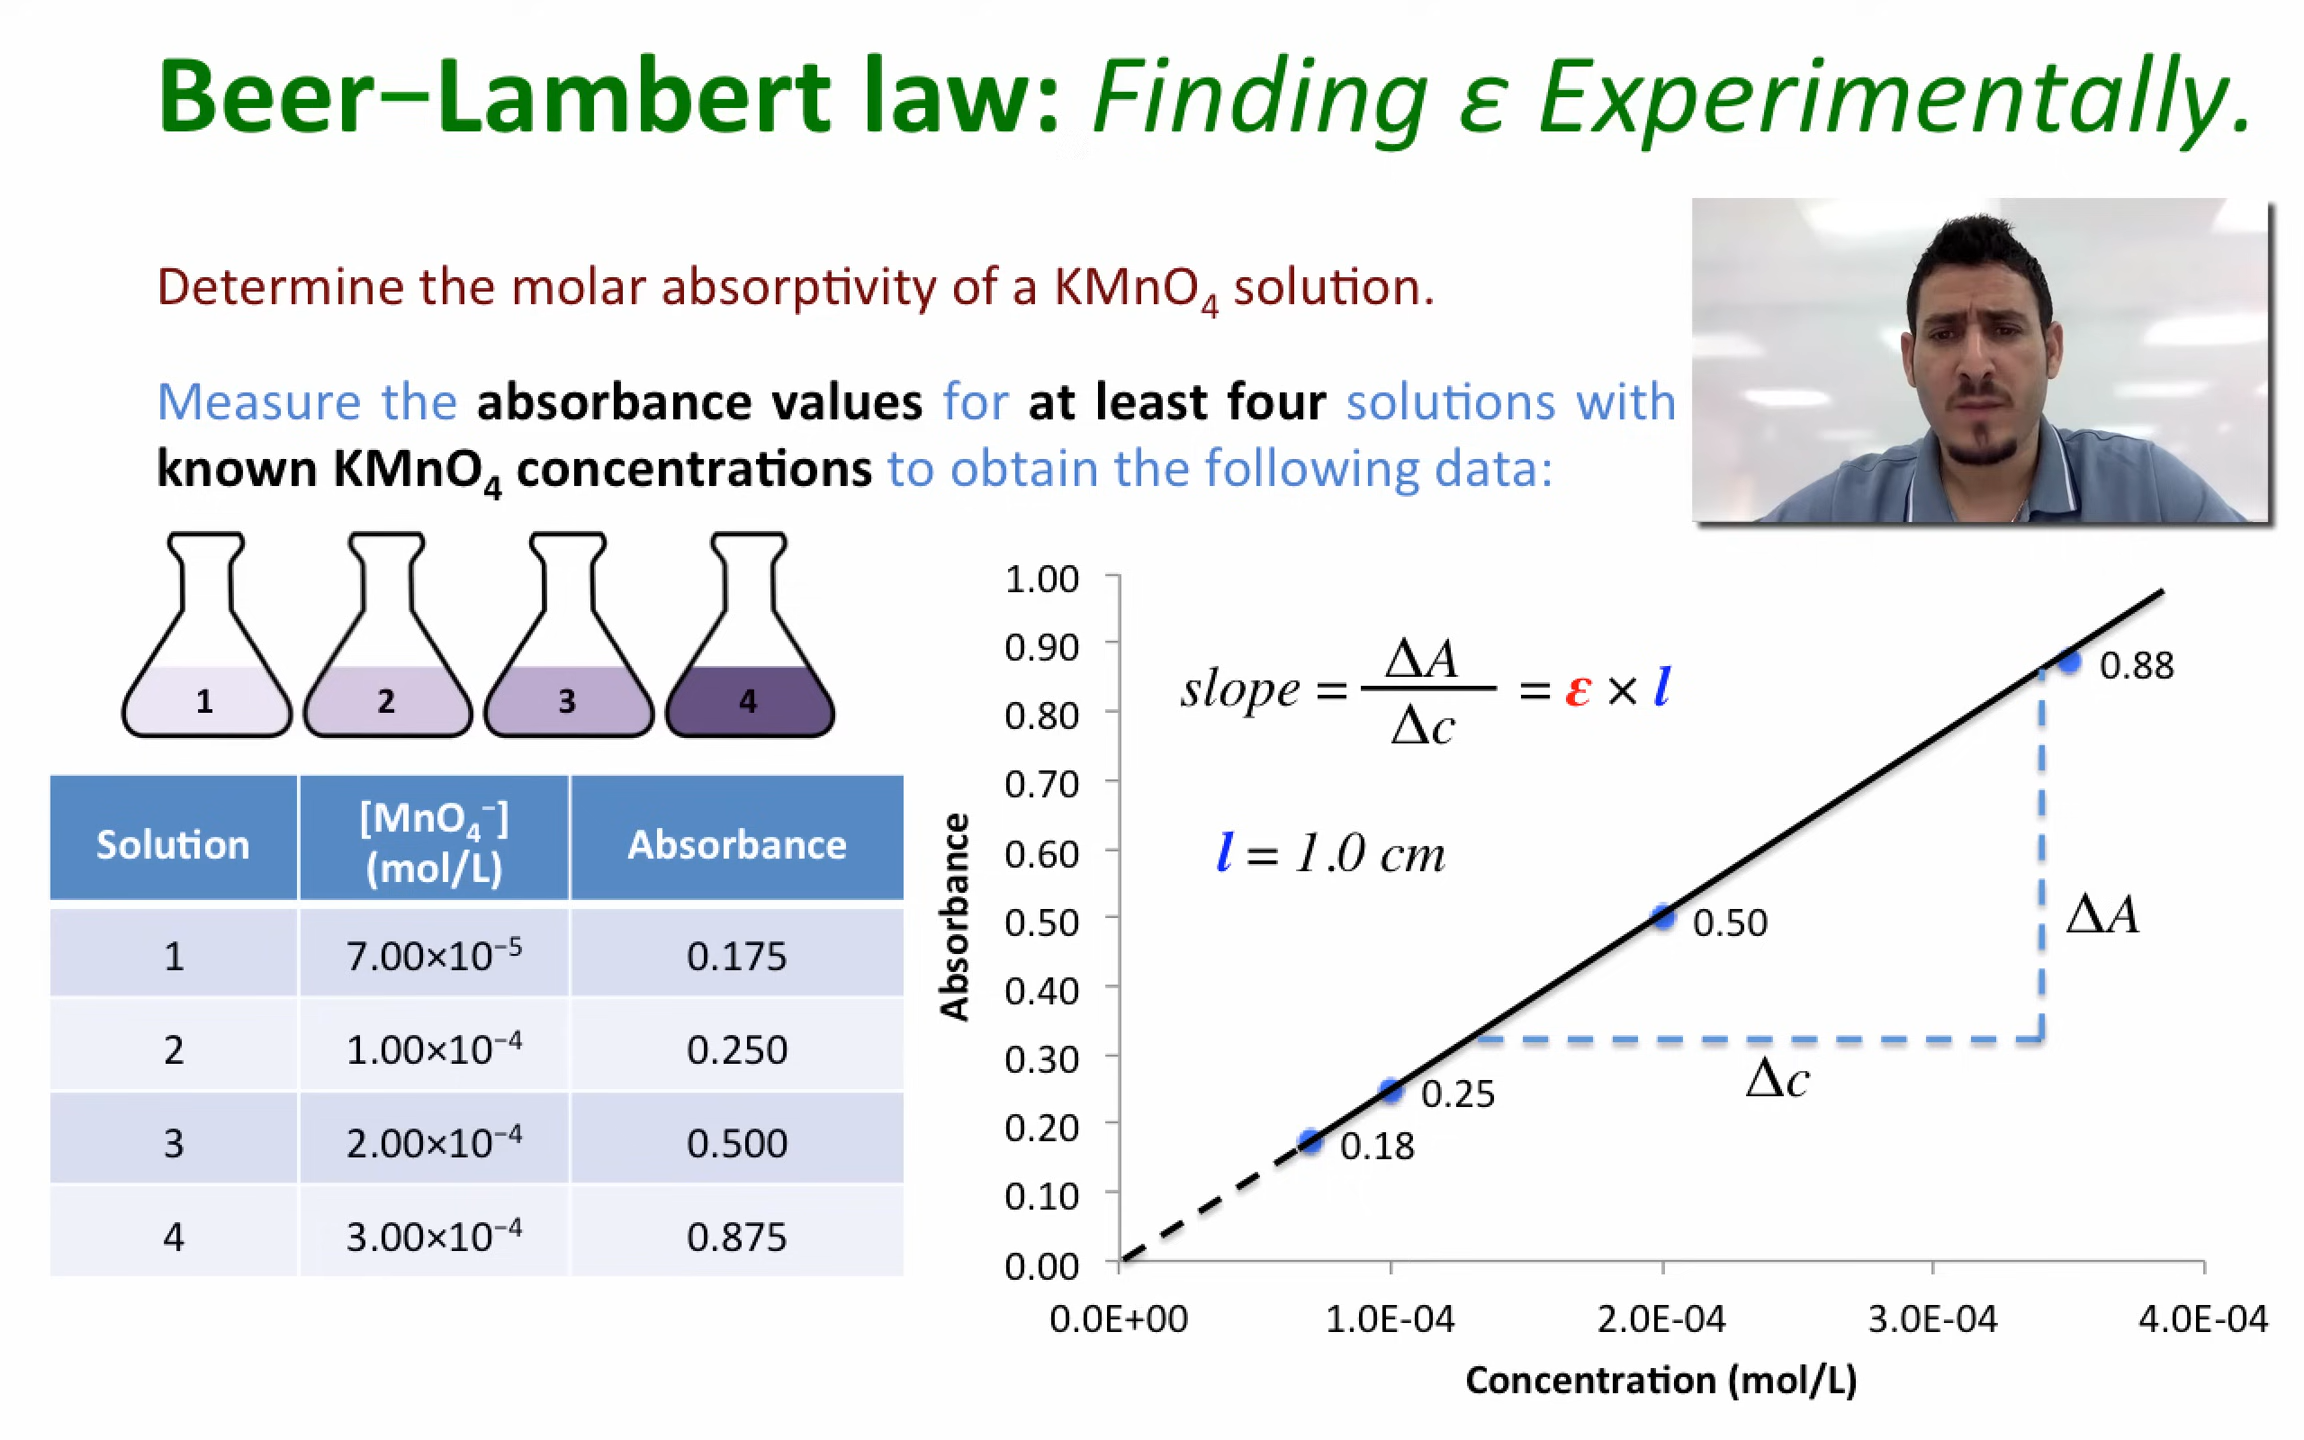 Beer–Lambert law: Finding ε Experimentally.
Determine the molar absorptivity of a KMnO₄ solution.
Measure the absorbance values for at least four solutions with
known KMnO₄ concentrations to obtain the following data:
1 2 3 4
Solution [MnO₄⁻] (mol/L) Absorbance
1 7.00×10⁻⁵ 0.175
2 1.00×10⁻⁴ 0.250
3 2.00×10⁻⁴ 0.500
4 3.00×10⁻⁴ 0.875
Absorbance
1.00
0.90
0.80
0.70
0.60
0.50
0.40
0.30
0.20
0.10
0.00
slope = ΔA/Δc = ε × l
l = 1.0 cm
0.88
0.50
0.25
0.18
ΔA
Δc
0.0E+00 1.0E-04 2.0E-04 3.0E-04 4.0E-04
Concentration (mol/L)